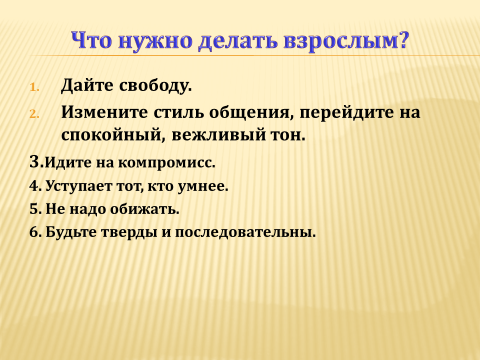 Что нужно делать взрослым?
1. Дайте свободу.
2. Измените стиль общения, перейдите на
спокойный, вежливый тон.
3.Идите на компромисс.
4. Уступает тот, кто умнее.
5. Не надо обижать.
6. Будьте тверды и последовательны.